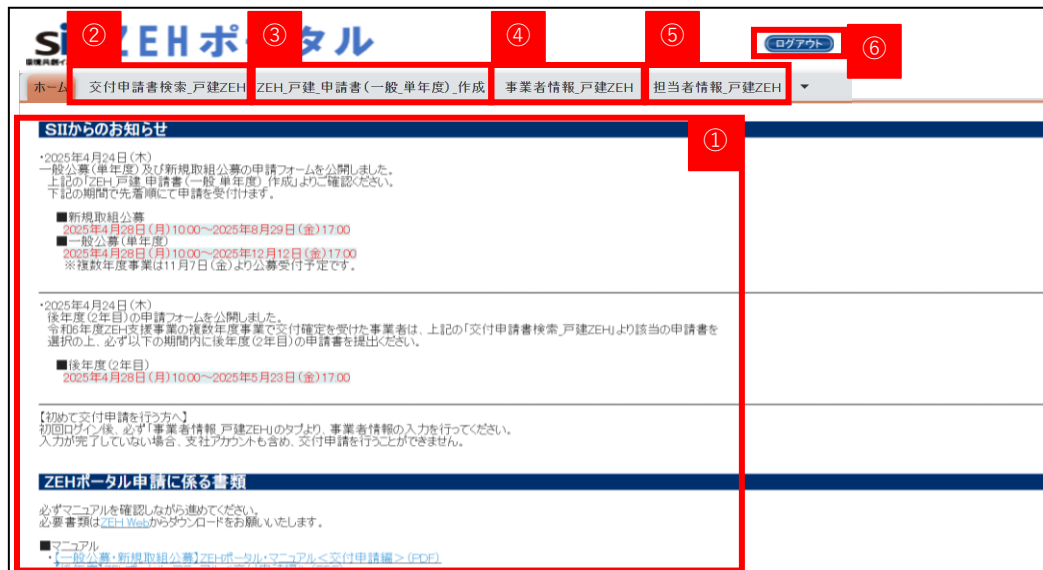 ② ③ ④ ⑤ ⑥
sii ZEHポータル
ログアウト
ホーム 交付申請書検索_戸建ZEH ZEH_戸建_申請書(一般_単年度)_作成 事業者情報_戸建ZEH 担当者情報_戸建ZEH
①
SIIからのお知らせ
・2025年4月24日(木)
一般公募(単年度)及び新規取組公募の申請フォームを公開しました。
上記の「ZEH_戸建_申請書(一般_単年度)_作成」よりご確認ください。
下記の期間で先着順にて申請を受付けます。
■新規取組公募
2025年4月28日(月)10:00～2025年8月29日(金)17:00
■一般公募(単年度)
2025年4月28日(月)10:00～2025年12月12日(金)17:00
※複数年度事業は11月7日(金)より公募受付予定です。
・2025年4月24日(木)
後年度(2年目)の申請フォームを公開しました。
令和6年度ZEH支援事業の複数年度事業で交付確定を受けた事業者は、上記の「交付申請書検索_戸建ZEH」より該当の申請書を
選択の上、必ず以下の期間内に後年度(2年目)の申請書を提出ください。
■後年度(2年目)
2025年4月28日(月)10:00～2025年5月23日(金)17:00
【初めて交付申請を行う方へ】
初回ログイン後、必ず「事業者情報_戸建ZEH」のタブより、事業者情報の入力を行ってください。
入力が完了していない場合、支社アカウントも含め、交付申請を行うことができません。
ZEHポータル申請に係る書類
必ずマニュアルを確認しながら進めてください。
必要書類はZEH Webからダウンロードをお願いいたします。
■マニュアル
・【一般公募・新規取組公募】ZEHポータル・マニュアル＜交付申請編＞(PDF)